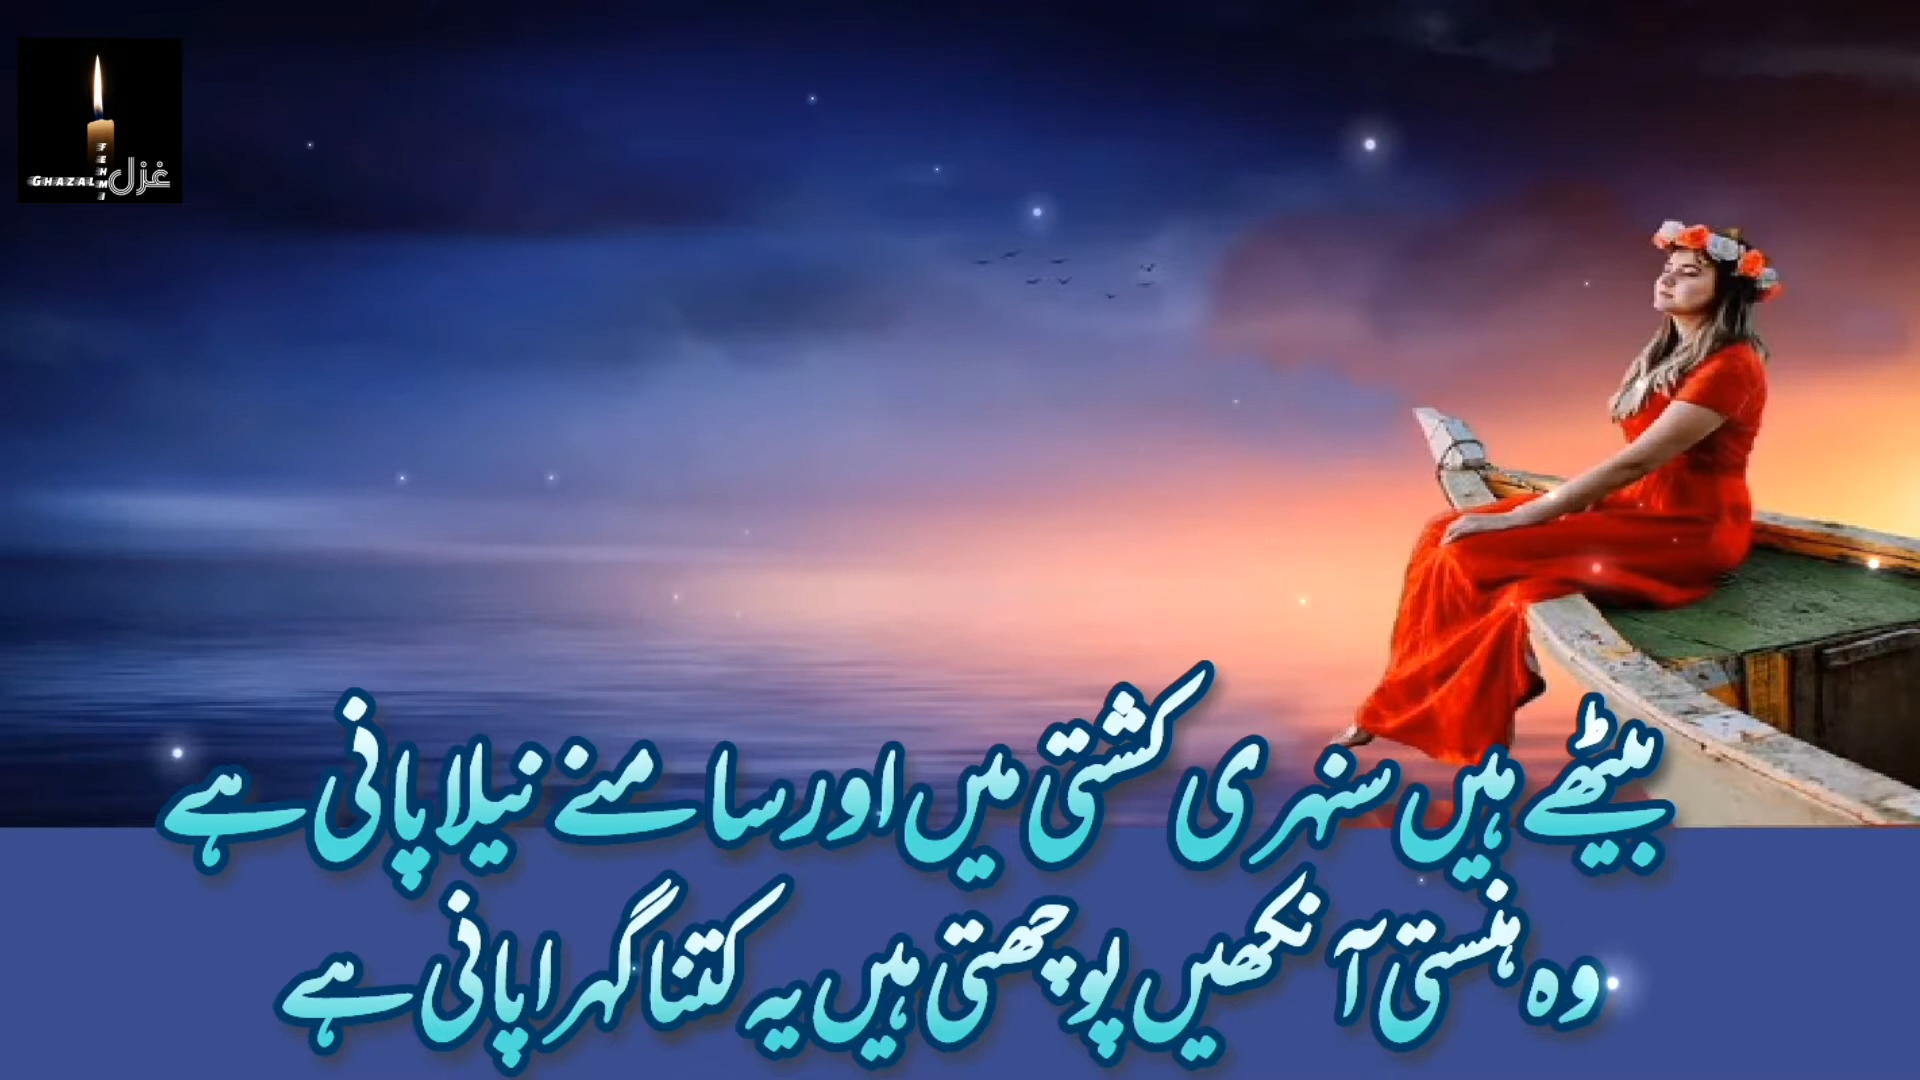 FEHMI
GHAZAL غزل
بیٹھے ہیں سنہری کشتی میں اور سامنے نیلا پانی ہے
وہ ہنستی آنکھیں پوچھتی ہیں یہ کتنا گہرا پانی ہے